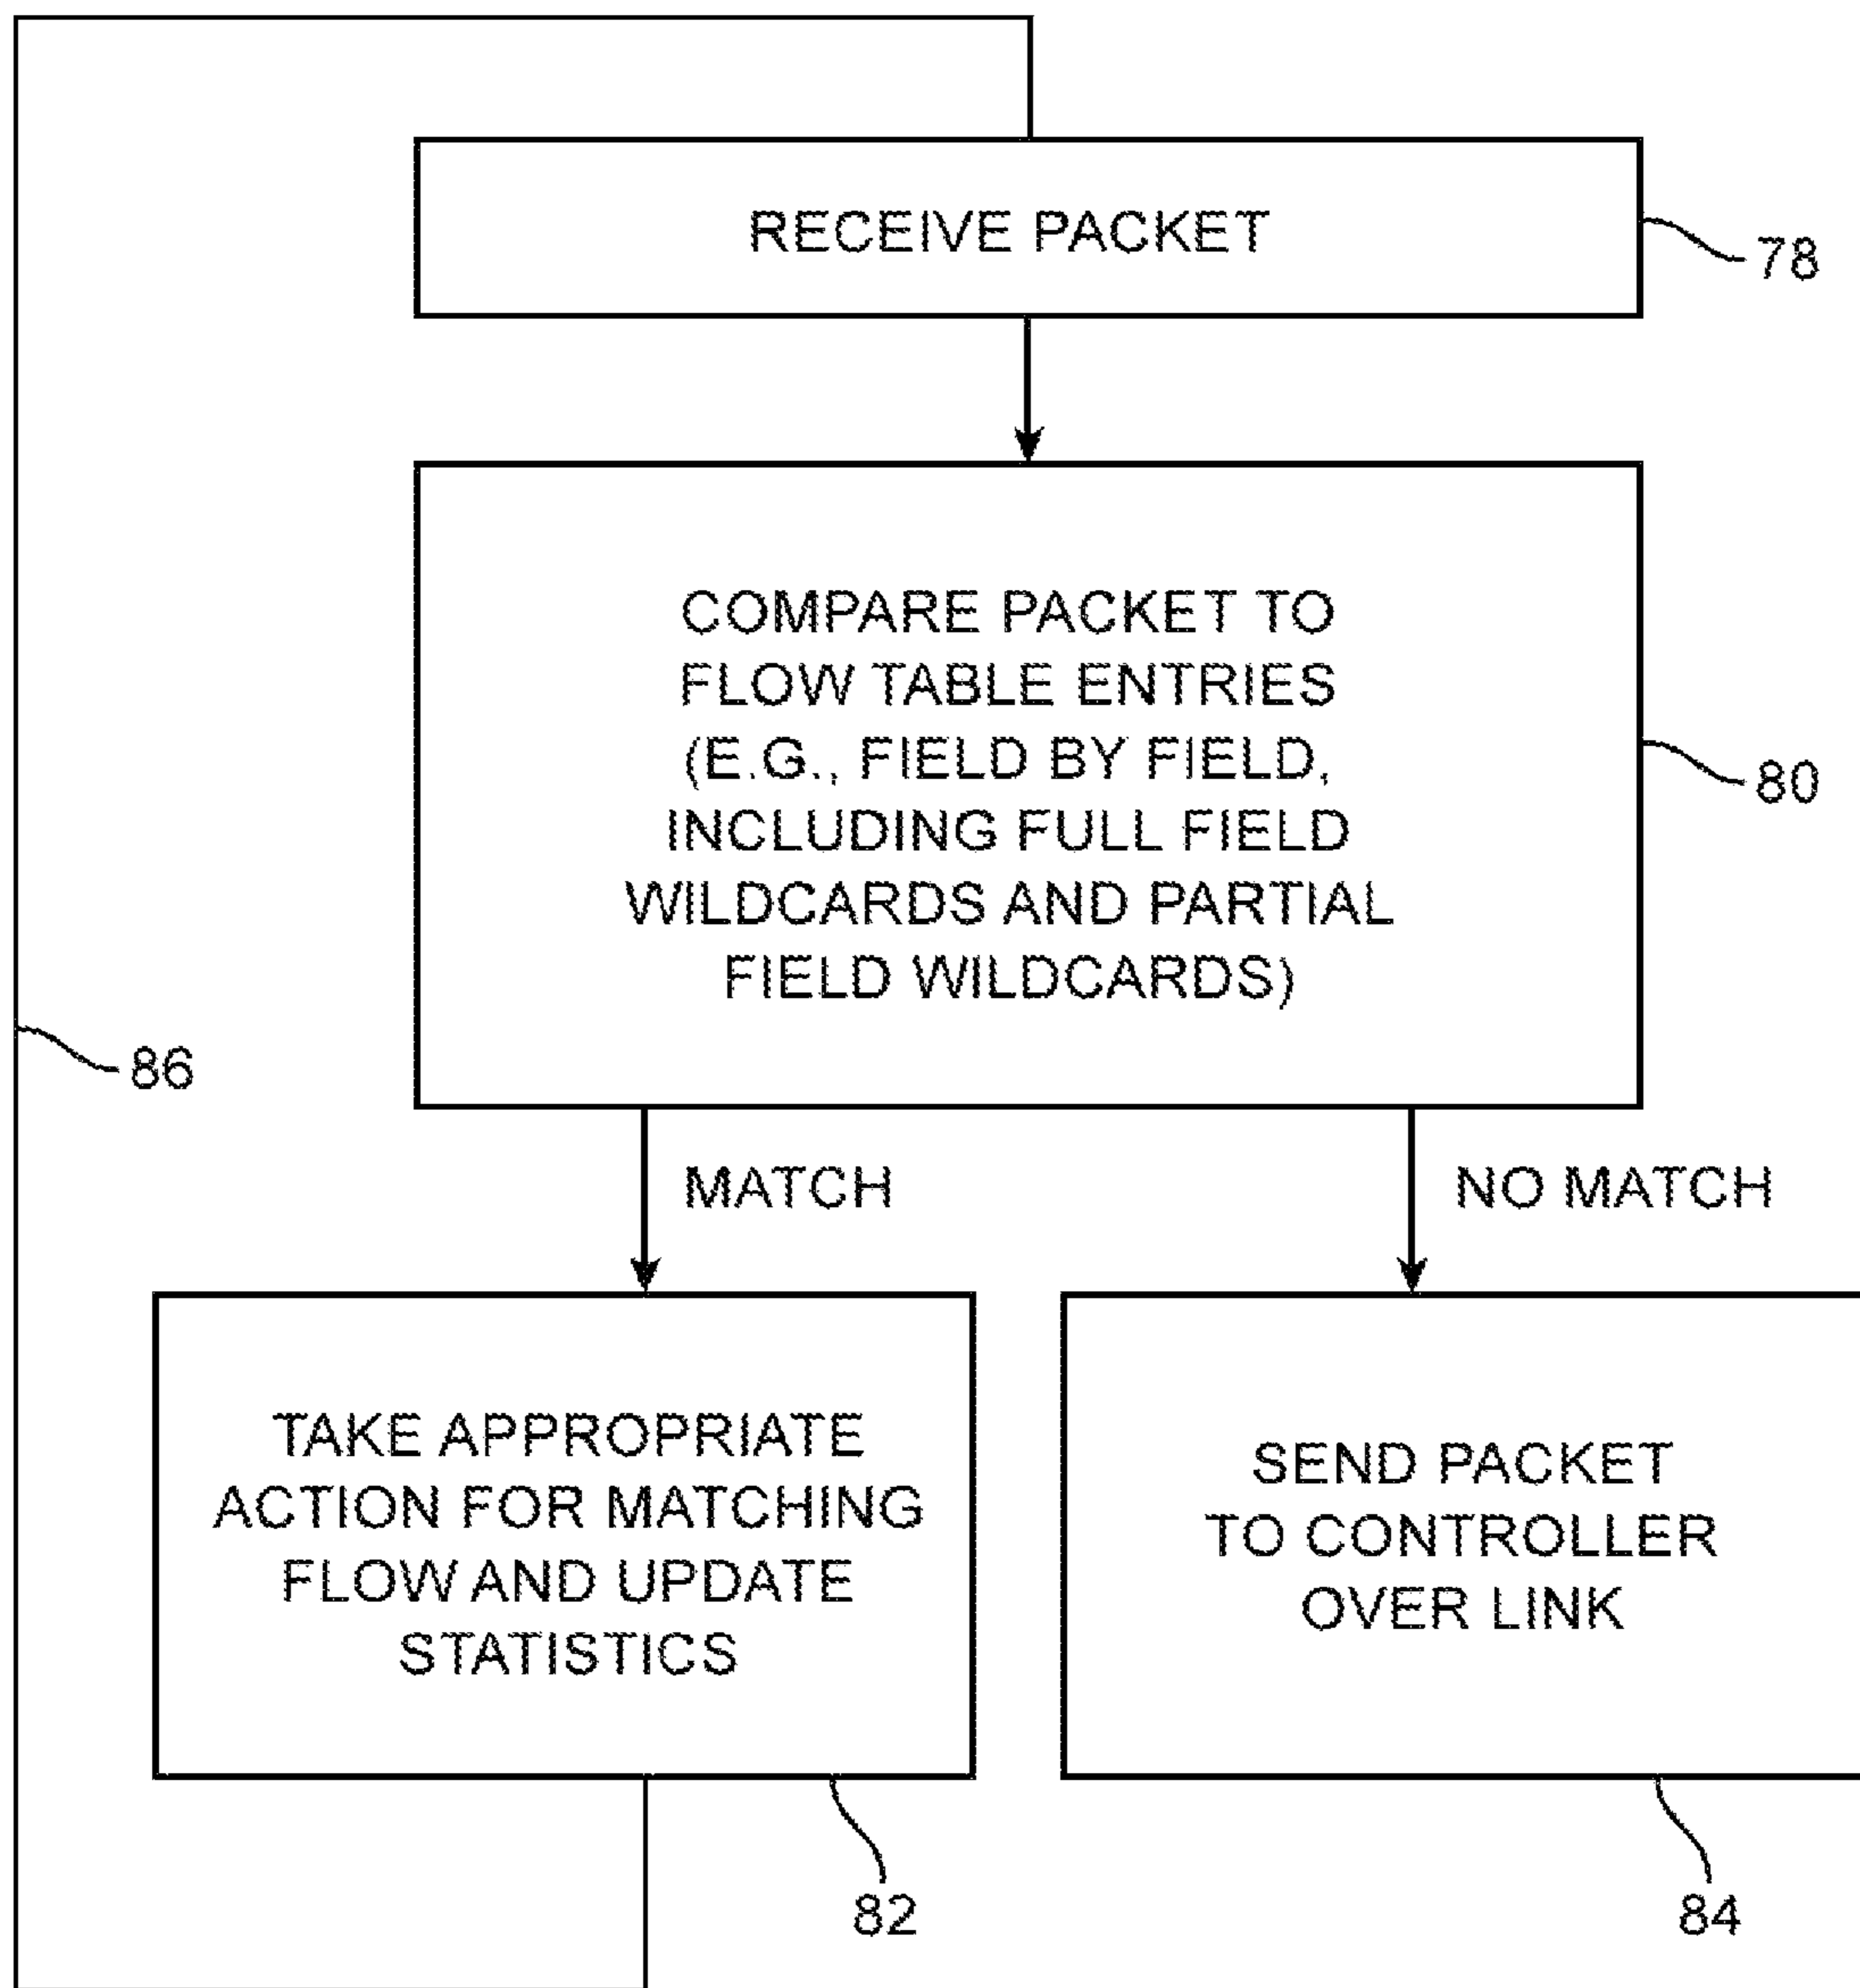 RECEIVE PACKET
78
COMPARE PACKET TO
FLOW TABLE ENTRIES
(E.G., FIELD BY FIELD,
INCLUDING FULL FIELD
WILDCARDS AND PARTIAL
FIELD WILDCARDS)
80
86
MATCH
NO MATCH
TAKE APPROPRIATE
ACTION FOR MATCHING
FLOW AND UPDATE
STATISTICS
SEND PACKET
TO CONTROLLER
OVER LINK
82
84